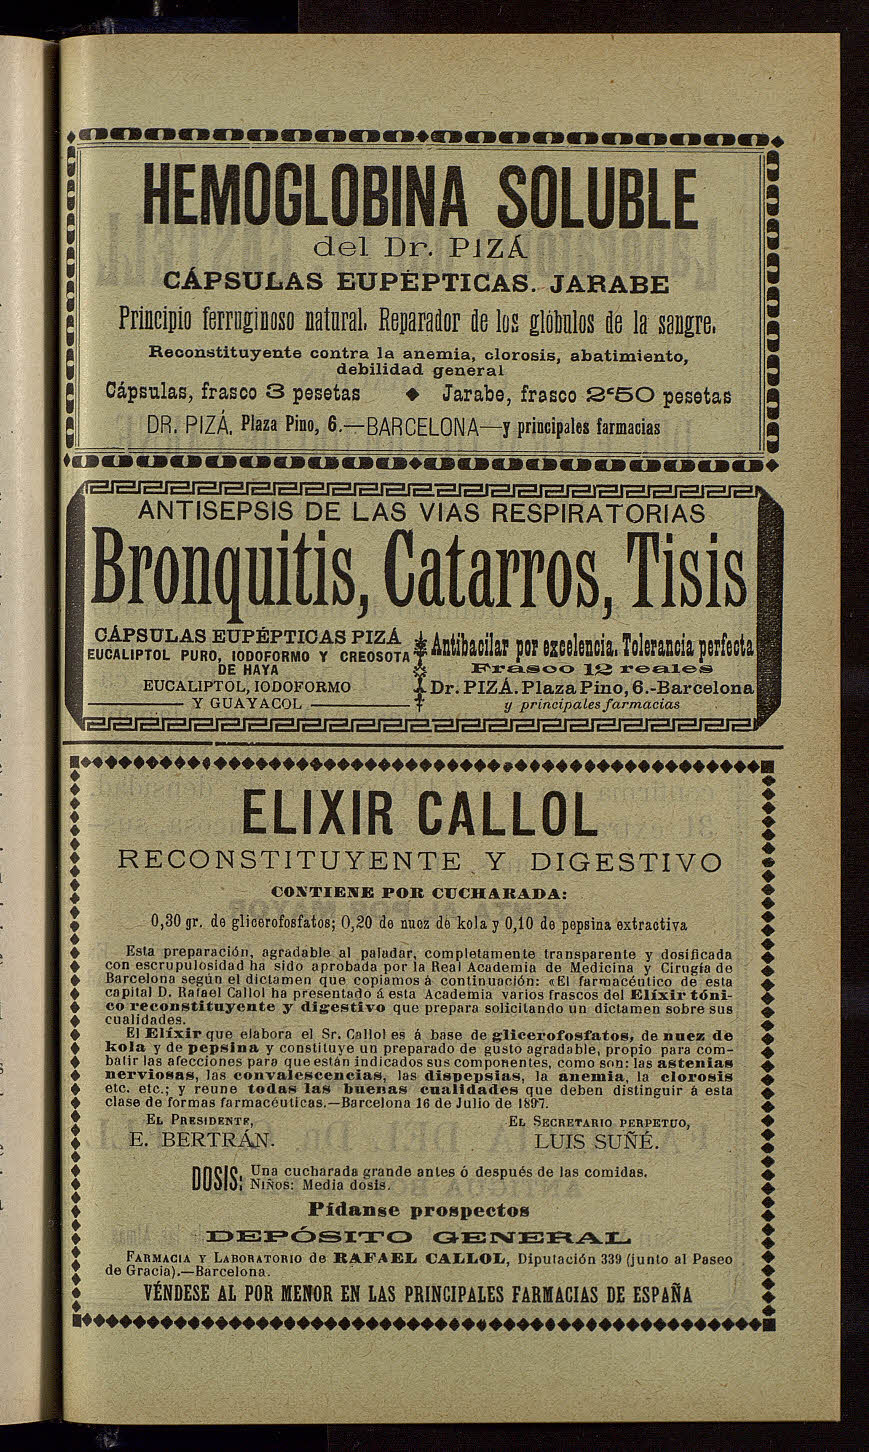 HEMOGLOBINA SOLUBLE
del Dr. PIZÁ
CÁPSULAS EUPÉPTICAS. JARABE
Principio ferruginoso natural. Reparador de los glóbulos de la sangre.
Reconstituyente contra la anemia, clorosis, abatimiento,
debilidad general
Cápsulas, frasco 3 pesetas ♦ Jarabe, frasco 2‘50 pesetas
DR. PIZÁ. Plaza Pino, 6.—BARCELONA—y principales farmacias
ANTISEPSIS DE LAS VIAS RESPIRATORIAS
Bronquitis, Catarros, Tisis
CÁPSULAS EUPÉPTICAS PIZÁ
EUCALIPTOL PURO, IODOFORMO Y CREOSOTA
DE HAYA
EUCALIPTOL, IODOFORMO
Y GUAYACOL
Antibacilar por excelencia. Tolerancia perfecta
Frasco 12 reales
Dr. PIZÁ. Plaza Pino, 6.-Barcelona
y principales farmacias
ELIXIR CALLOL
RECONSTITUYENTE Y DIGESTIVO
CONTIENE POR CUCHARADA:
0,30 gr. de glicerofosfatos; 0,20 de nuez de kola y 0,10 de pepsina extractiva
Esta preparación, agradable al paladar, completamente transparente y dosificada
con escrupulosidad ha sido aprobada por la Real Academia de Medicina y Cirugía de
Barcelona según el dictamen que copiamos á continuación: «El farmacéutico de esta
capital D. Rafael Callol ha presentado á esta Academia varios frascos del Elixir tóni-
co reconstituyente y digestivo que prepara solicitando un dictamen sobre sus
cualidades.
El Elíxir que elabora el Sr. Callol es á base de glicerofosfatos, de nuez de
kola y de pepsina y constituye un preparado de gusto agradable, propio para com-
batir las afecciones para que están indicados sus componentes, como son: las astenias
nerviosas, las convalescencias, las dispepsias, la anemia, la clorosis
etc. etc.; y reune todas las buenas cualidades que deben distinguir á esta
clase de formas farmacéuticas.—Barcelona 16 de Julio de 1897.
EL PRESIDENTE,
E. BERTRÁN.
EL SECRETARIO PERPETUO,
LUIS SUÑÉ.
DOSIS: Una cucharada grande antes ó después de las comidas.
NIÑOS: Media dosis.
Pídanse prospectos
DEPÓSITO GENERAL
FARMACIA Y LABORATORIO de RAFAEL CALLOL, Diputación 339 (junto al Paseo
de Gracia).—Barcelona.
VÉNDESE AL POR MENOR EN LAS PRINCIPALES FARMACIAS DE ESPAÑA